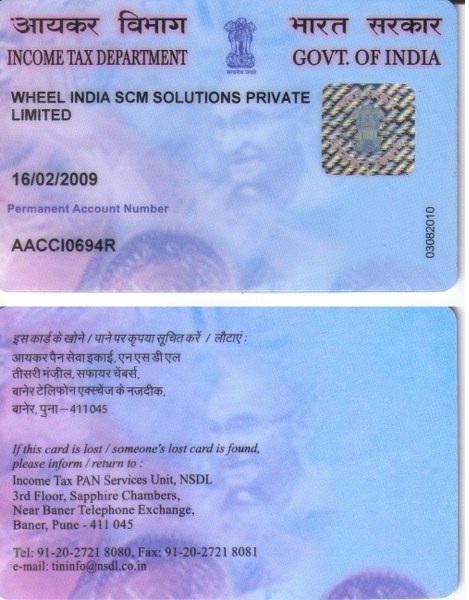 आयकर विभाग
भारत सरकार
INCOME TAX DEPARTMENT
GOVT. OF INDIA
सत्यमेव जयते
WHEEL INDIA SCM SOLUTIONS PRIVATE
LIMITED
16/02/2009
Permanent Account Number
AACCI0694R
03082010
इस कार्ड के खोने / पाने पर कृपया सूचित करें / लौटाएं :
आयकर पैन सेवा इकाई, एन एस डी एल
तीसरी मंजील, सफायर चेंबर्स,
बानेर टेलिफोन एक्स्चेंज के नजदीक,
बानेर, पुना–411045
If this card is lost / someone's lost card is found,
please inform / return to :
Income Tax PAN Services Unit, NSDL
3rd Floor, Sapphire Chambers,
Near Baner Telephone Exchange,
Baner, Pune - 411 045
Tel: 91-20-2721 8080, Fax: 91-20-2721 8081
e-mail: tininfo@nsdl.co.in